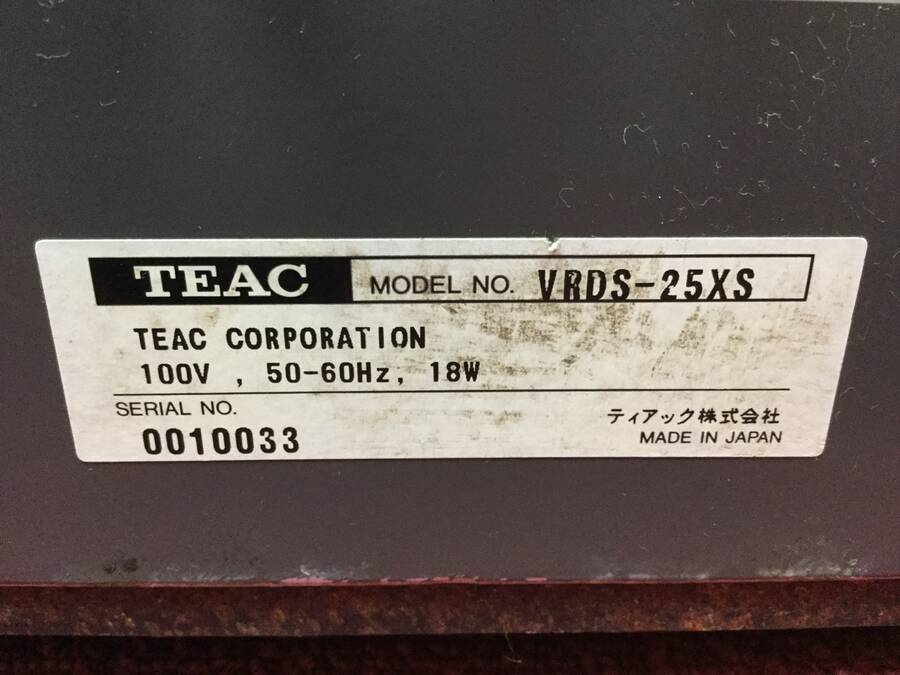 TEAC MODEL NO. VRDS-25XS
TEAC CORPORATION
100V , 50-60Hz, 18W
SERIAL NO.
0010033
ティアック株式会社
MADE IN JAPAN